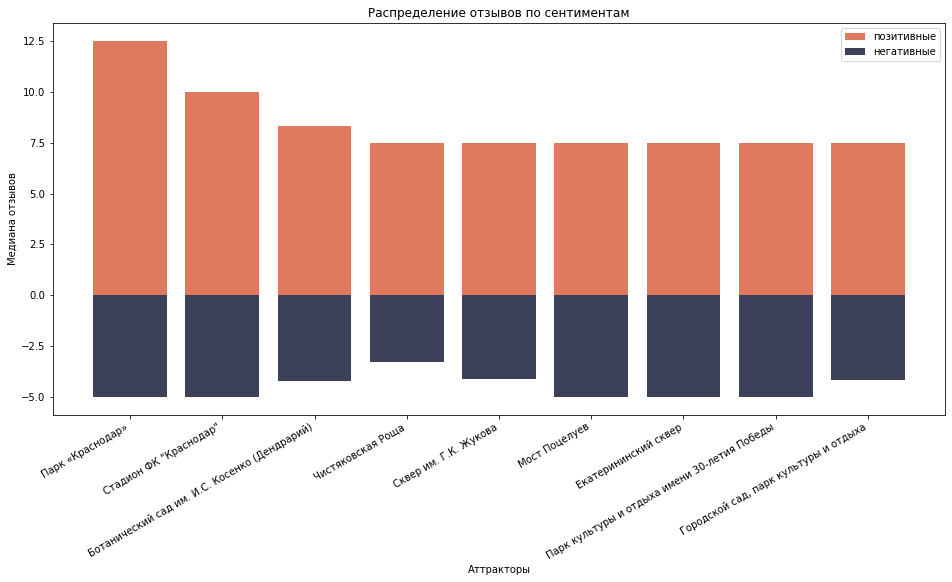 Распределение отзывов по сентиментам
позитивные
негативные
Медиана отзывов
12.5
10.0
7.5
5.0
2.5
0.0
−2.5
−5.0
Парк «Краснодар»
Стадион ФК "Краснодар"
Ботанический сад им. И.С. Косенко (Дендрарий)
Чистяковская Роща
Сквер им. Г.К. Жукова
Мост Поцелуев
Екатерининский сквер
Парк культуры и отдыха имени 30-летия Победы
Городской сад, парк культуры и отдыха
Аттракторы